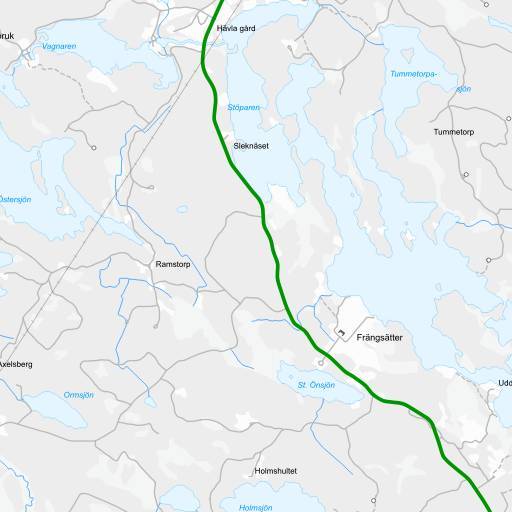 Hävla gård
bruk
Vagnaren
Tummetorpa-
sjön
Stöparen
Tummetorp
Sleknäset
Östersjön
Ramstorp
Frängsätter
Axelsberg
St. Önsjön
Ormsjön
Udd
Holmshultet
Holmsjön